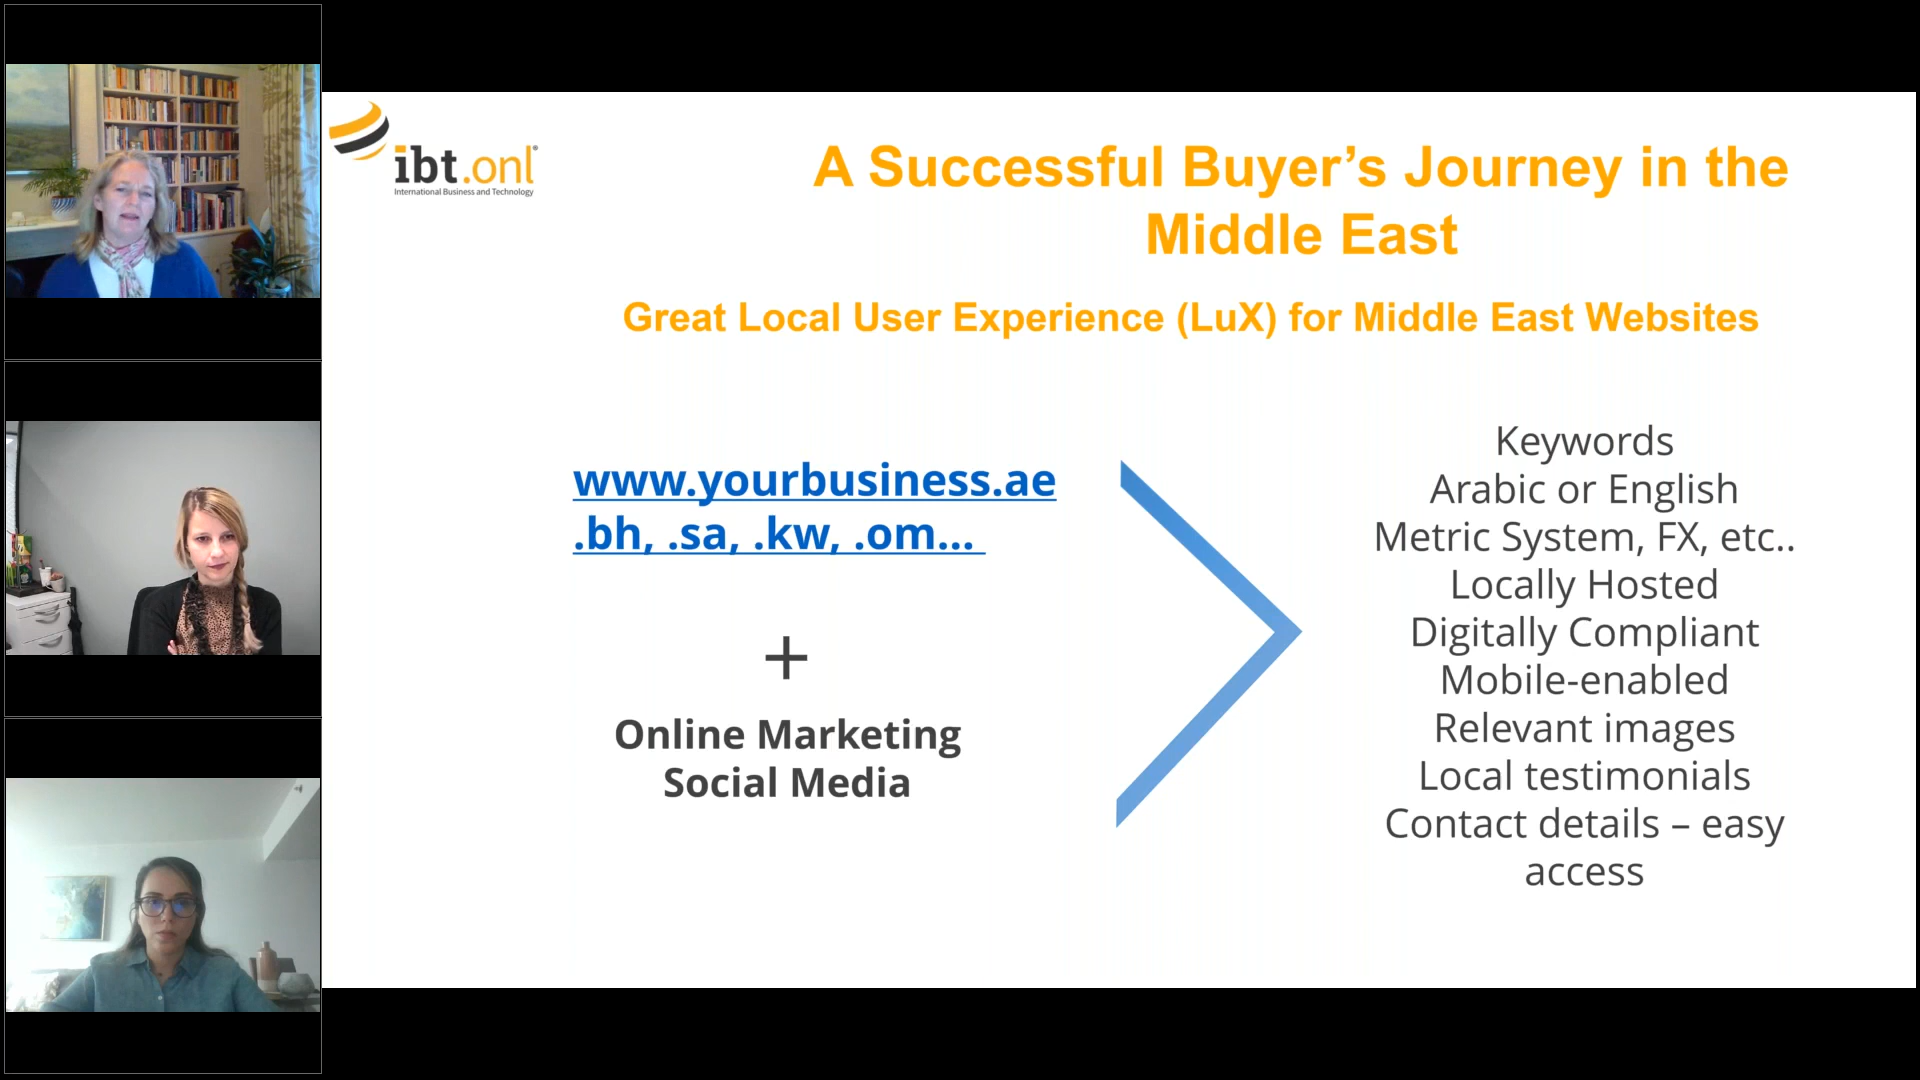 ibt.onl®
International Business and Technology
A Successful Buyer’s Journey in the
Middle East
Great Local User Experience (LuX) for Middle East Websites
www.yourbusiness.ae
.bh, .sa, .kw, .om...
+
Online Marketing
Social Media
Keywords
Arabic or English
Metric System, FX, etc..
Locally Hosted
Digitally Compliant
Mobile-enabled
Relevant images
Local testimonials
Contact details – easy
access